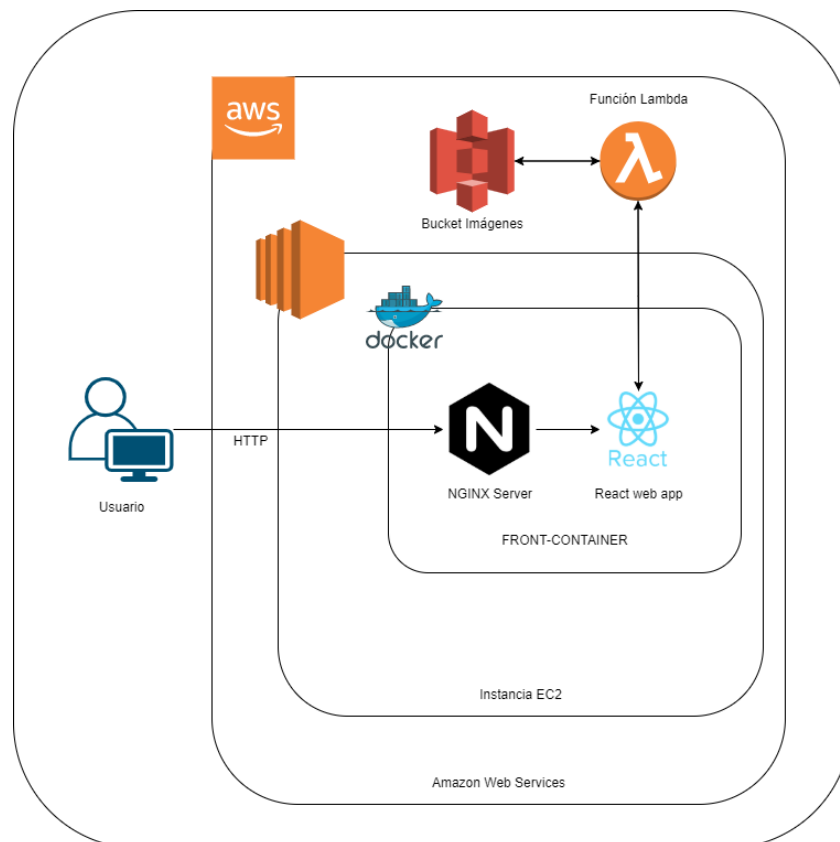 Función Lambda
aws
Bucket Imágenes
docker
HTTP
React
Usuario
NGINX Server
React web app
FRONT-CONTAINER
Instancia EC2
Amazon Web Services